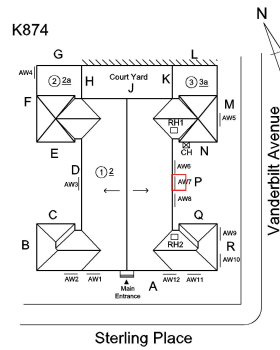 K874
N
G
L
AW4
2 2a
H
Court Yard
K
3 3a
J
F
M
RH1
AW5
E
CH
N
D
AW6
1 2
AW3
AW7
P
AW8
C
Q
B
RH2
AW9
R
AW10
AW2
AW1
A
AW12
AW11
Main
Entrance
Vanderbilt Avenue
Sterling Place